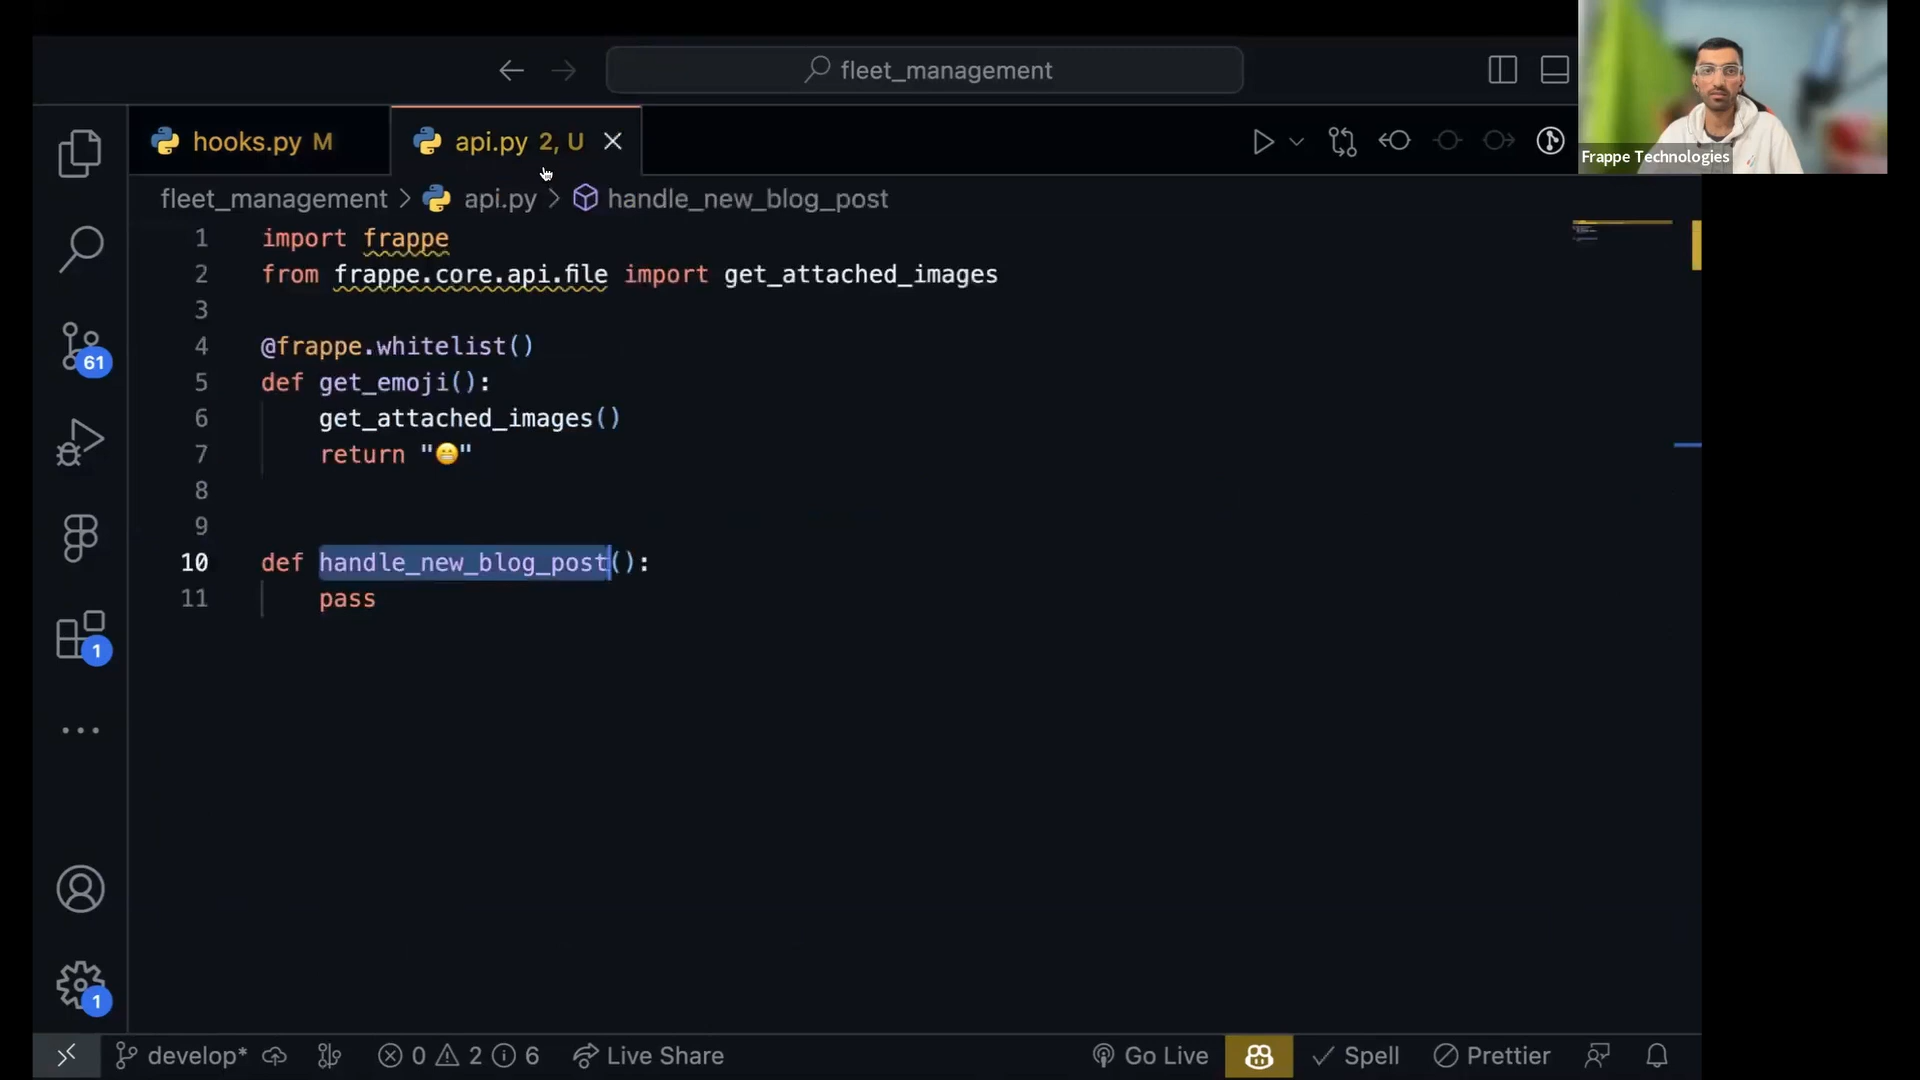 fleet_management
Frappe Technologies
hooks.py M
api.py 2, U
fleet_management > api.py > handle_new_blog_post
1 import frappe
2 from frappe.core.api.file import get_attached_images
3
4 @frappe.whitelist()
5 def get_emoji():
6 get_attached_images()
7 return "😁"
8
9
10 def handle_new_blog_post():
11 pass
61
1
1
develop* 0 2 6 Live Share Go Live Spell Prettier